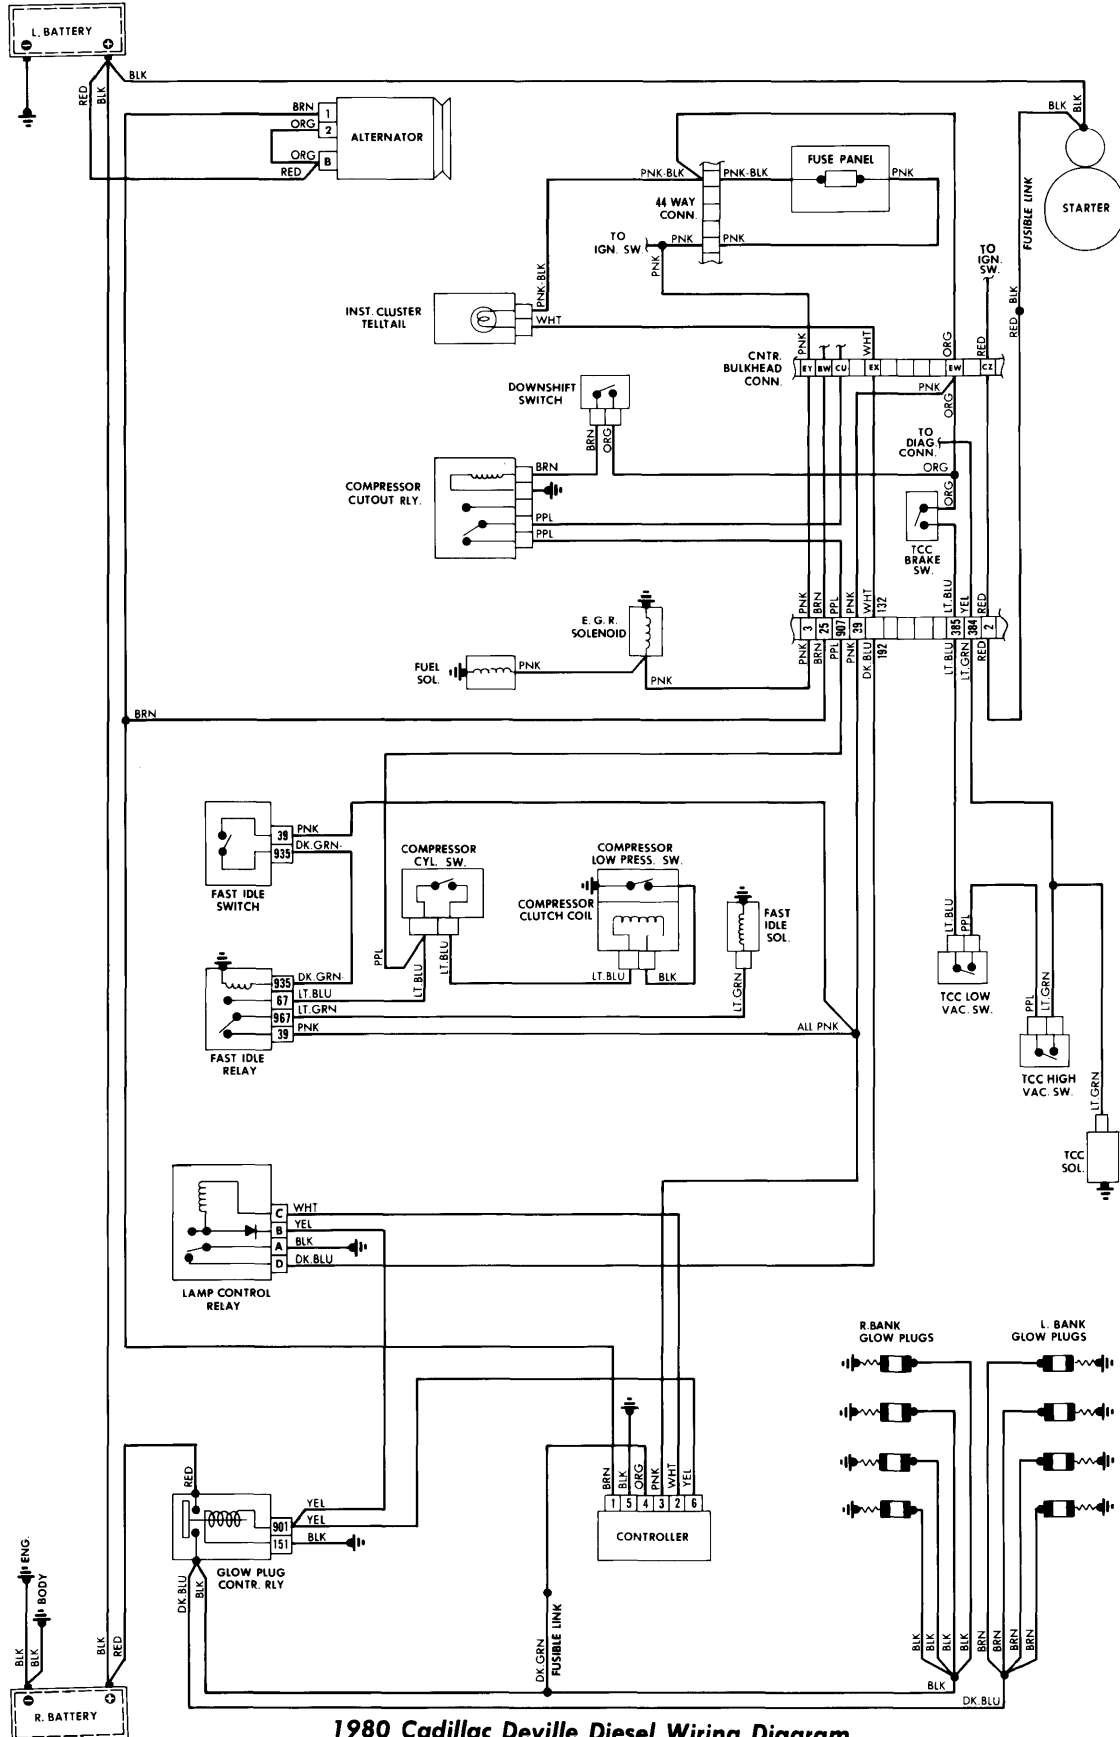 L. BATTERY
BLK
RED
BLK
BRN
1
ORG
2
ALTERNATOR
ORG
B
RED
PNK-BLK
PNK-BLK
FUSE PANEL
PNK
44 WAY
CONN.
TO
IGN. SW.
PNK
PNK
PNK
BLK
BLK
FUSIBLE LINK
STARTER
TO
IGN.
SW.
BLK
RED
INST. CLUSTER
TELLTAIL
PNK-BLK
WHT
PNK
WHT
ORG
RED
CNTR.
BULKHEAD
CONN.
EY
BW
CU
EX
EW
CZ
DOWNSHIFT
SWITCH
BRN
ORG
PNK
ORG
TO
DIAG.
CONN.
COMPRESSOR
CUTOUT RLY.
BRN
PPL
PPL
ORG
ORG
TCC
BRAKE
SW.
E. G. R.
SOLENOID
FUEL
SOL.
PNK
PNK
PNK
BRN
PPL
PNK
WHT
132
LT.BLU
YEL
RED
3
25
907
39
385
384
2
PNK
BRN
PPL
PNK
DK.BLU
192
LT.BLU
LT.GRN
RED
BRN
39
PNK
935
DK.GRN-
FAST IDLE
SWITCH
COMPRESSOR
CYL. SW.
COMPRESSOR
LOW PRESS. SW.
COMPRESSOR
CLUTCH COIL
FAST
IDLE
SOL.
PPL
LT.BLU
LT.BLU
LT.BLU
BLK
LT.GRN
935
DK.GRN-
67
LT.BLU
967
LT.GRN
39
PNK
ALL PNK
FAST IDLE
RELAY
LT.BLU
PPL
TCC LOW
VAC. SW.
PPL
LT.GRN
TCC HIGH
VAC. SW.
LT.GRN
TCC
SOL.
C
WHT
B
YEL
A
BLK
D
DK.BLU
LAMP CONTROL
RELAY
R.BANK
GLOW PLUGS
L. BANK
GLOW PLUGS
RED
YEL
901
YEL
151
BLK
GLOW PLUG
CONTR. RLY
DK.BLU
BLK
BRN
BLK
ORG
PNK
WHT
YEL
1
5
4
3
2
6
CONTROLLER
DK.GRN
FUSIBLE LINK
ENG.
BODY
BLK
BLK
BLK
RED
R. BATTERY
BLK
BLK
BLK
BLK
BRN
BRN
BRN
BRN
BLK
DK.BLU
1980 Cadillac Deville Diesel Wiring Diagram